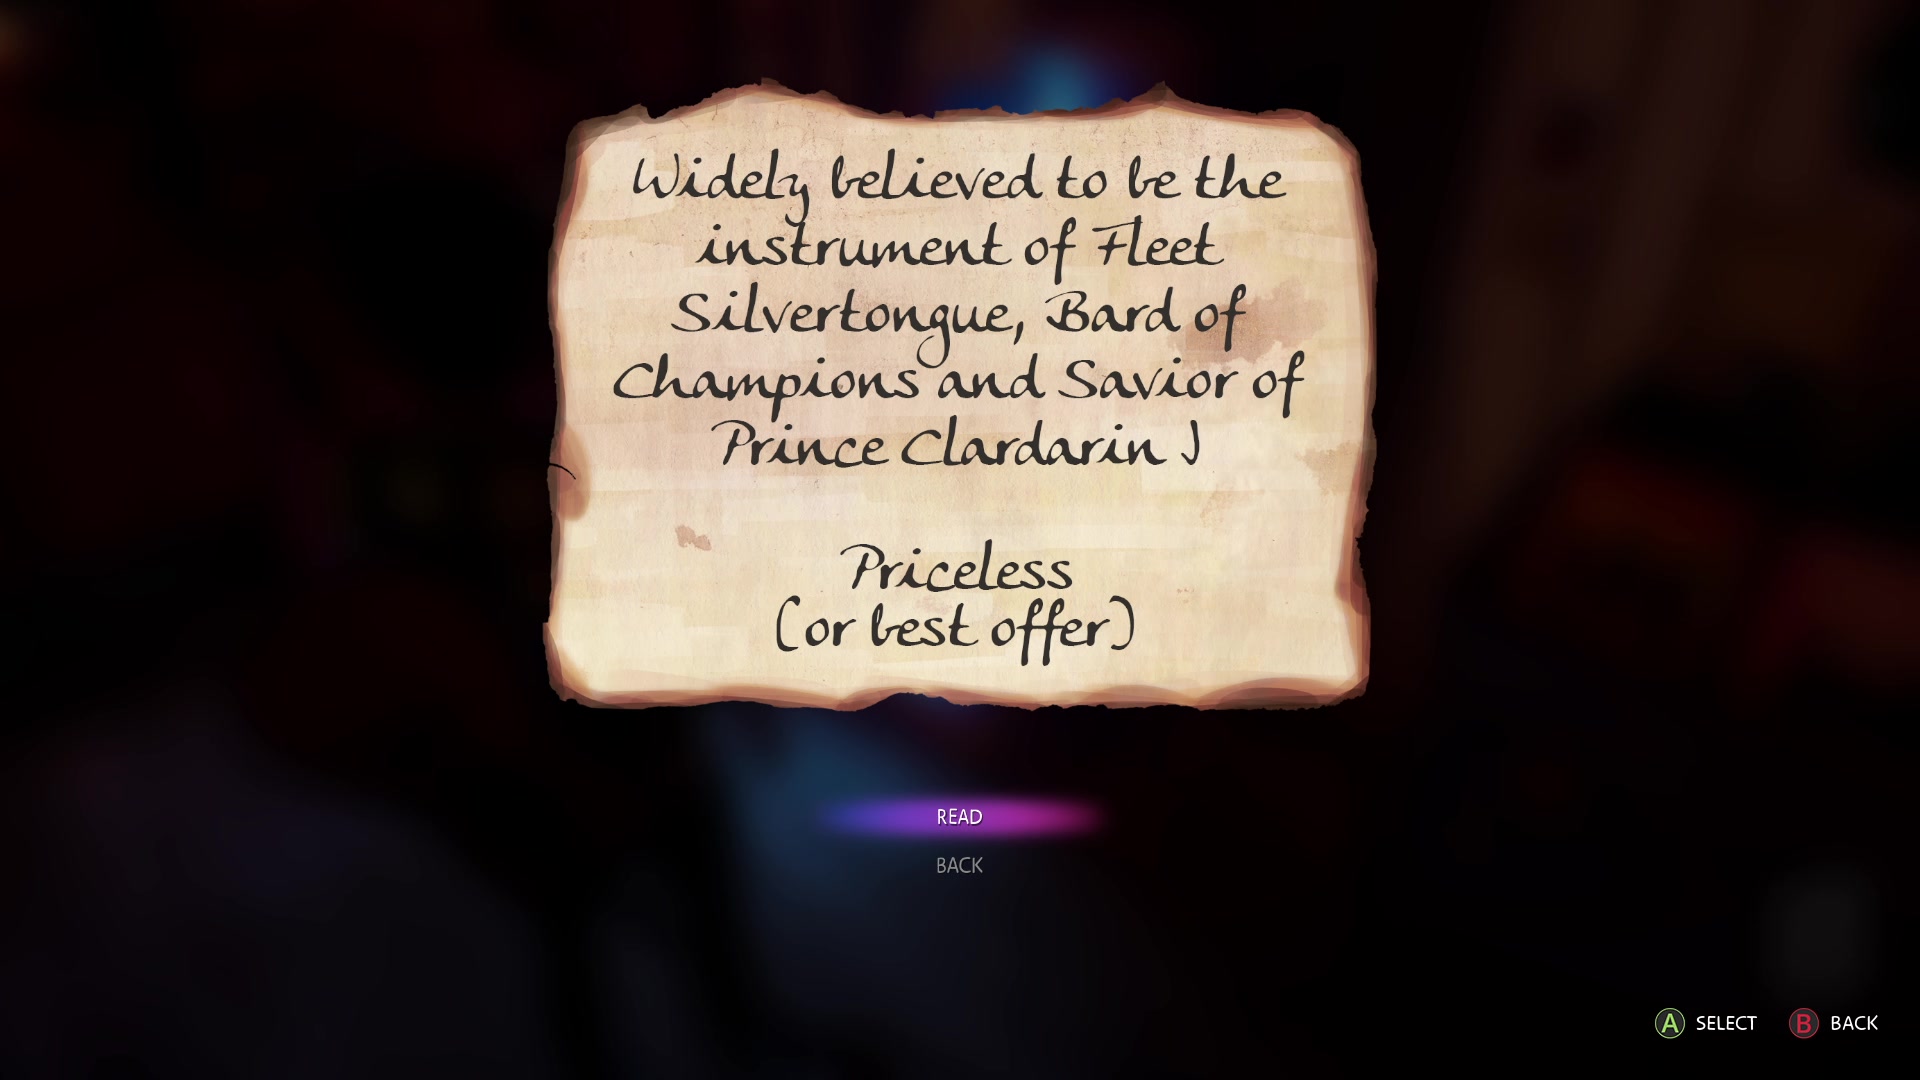 Widely believed to be the
instrument of Fleet
Silvertongue, Bard of
Champions and Savior of
Prince Clardarin I
Priceless
(or best offer)
READ
BACK
A SELECT B BACK